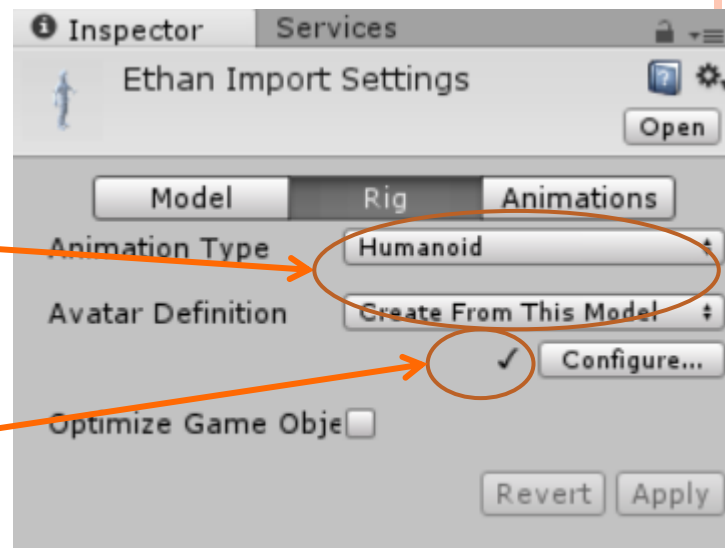 Inspector Services
Ethan Import Settings
Open
Model Rig Animations
Animation Type Humanoid
Avatar Definition Create From This Model
✓ Configure...
Optimize Game Obje
Revert Apply